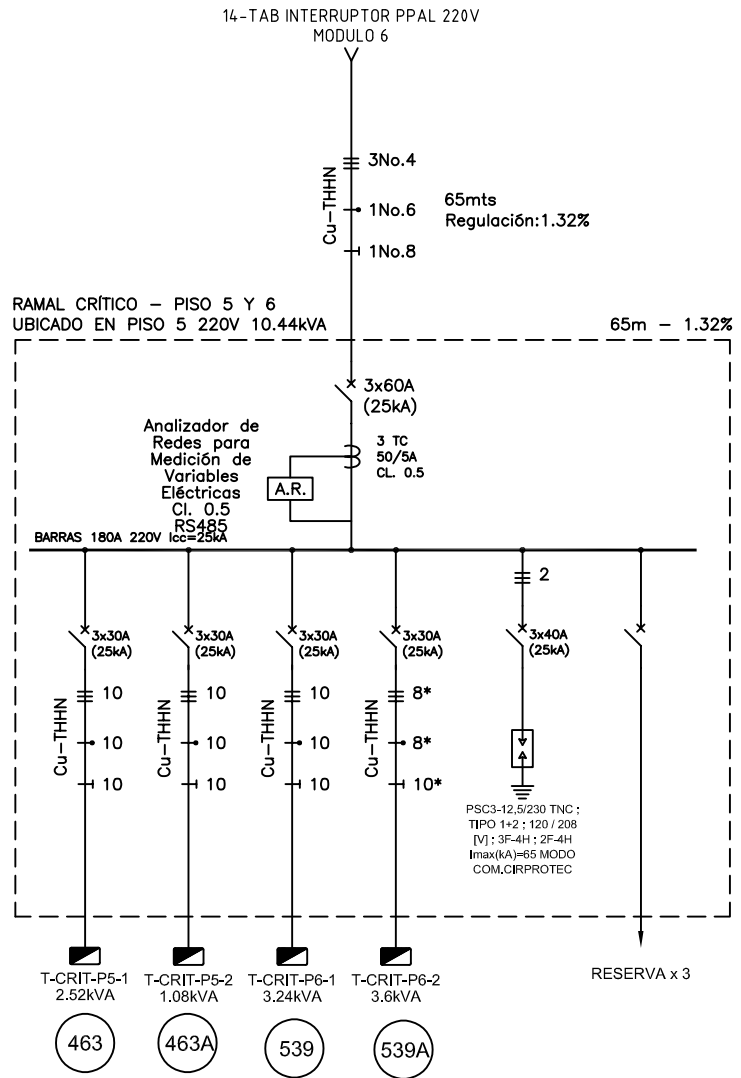 14-TAB INTERRUPTOR PPAL 220V
MODULO 6
Cu-THHN
3No.4
1No.6
1No.8
65mts
Regulación:1.32%
RAMAL CRÍTICO - PISO 5 Y 6
UBICADO EN PISO 5 220V 10.44kVA
65m - 1.32%
3x60A
(25kA)
Analizador de
Redes para
Medición de
Variables
Eléctricas
Cl. 0.5
RS485
A.R.
3 TC
50/5A
CL. 0.5
BARRAS 180A 220V Icc=25kA
3x30A
(25kA)
Cu-THHN
10
10
10
3x30A
(25kA)
Cu-THHN
10
10
10
3x30A
(25kA)
Cu-THHN
10
10
10
3x30A
(25kA)
Cu-THHN
8*
8*
10*
2
3x40A
(25kA)
PSC3-12,5/230 TNC ;
TIPO 1+2 ; 120 / 208
[V] ; 3F-4H ; 2F-4H
Imax(kA)=65 MODO
COM.CIRPROTEC
T-CRIT-P5-1
2.52kVA
463
T-CRIT-P5-2
1.08kVA
463A
T-CRIT-P6-1
3.24kVA
539
T-CRIT-P6-2
3.6kVA
539A
RESERVA x 3